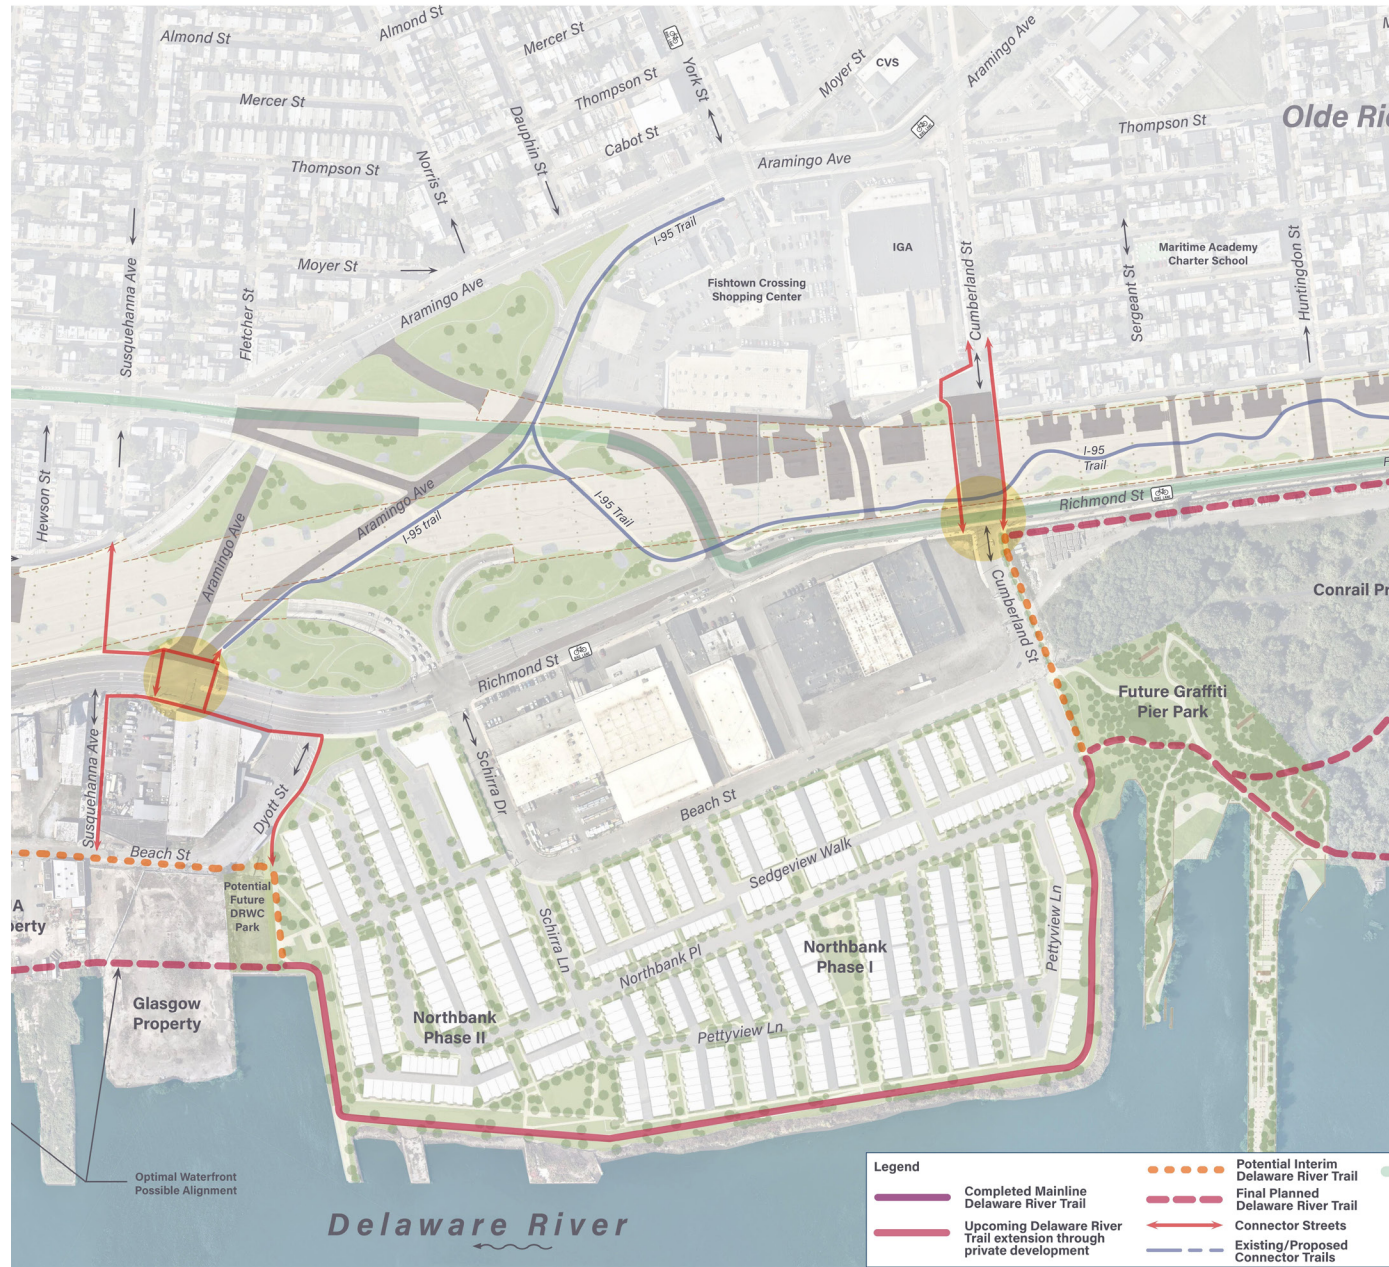 Almond St
Almond St
Mercer St
Mercer St
Thompson St
York St
Moyer St
CVS
Aramingo Ave
Olde Ric
Dauphin St
Cabot St
Thompson St
Thompson St
Norris St
Aramingo Ave
I-95 Trail
IGA
Cumberland St
Sergeant St
Maritime Academy
Charter School
Huntingdon St
Susquehanna Ave
Moyer St
Fletcher St
Aramingo Ave
Fishtown Crossing
Shopping Center
Hewson St
Aramingo Ave
Aramingo Ave
I-95 trail
I-95 Trail
I-95
Trail
Richmond St
Cumberland St
Conrail Pr
Richmond St
Future Graffiti
Pier Park
Susquehanna Ave
Schirra Dr
Dyott St
Beach St
Beach St
Sedgeview Walk
A
perty
Potential
Future
DRWC
Park
Schirra Ln
Northbank Pl
Northbank
Phase I
Pettyview Ln
Glasgow
Property
Northbank
Phase II
Pettyview Ln
Optimal Waterfront
Possible Alignment
Delaware River
Legend
Completed Mainline
Delaware River Trail
Upcoming Delaware River
Trail extension through
private development
Potential Interim
Delaware River Trail
Final Planned
Delaware River Trail
Connector Streets
Existing/Proposed
Connector Trails